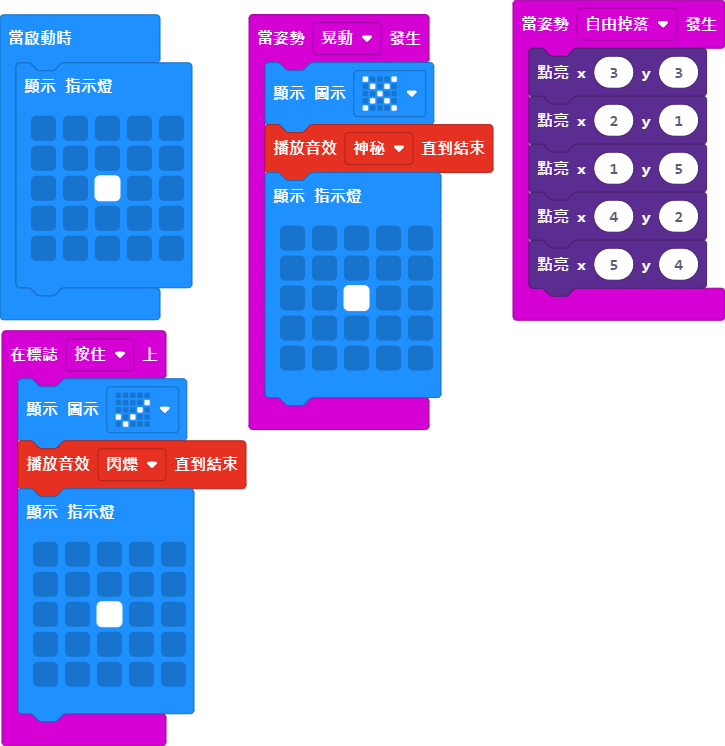 當啟動時
顯示 指示燈
當姿勢 晃動 發生
顯示 圖示
播放音效 神秘 直到結束
顯示 指示燈
當姿勢 自由掉落 發生
點亮 x 3 y 3
點亮 x 2 y 1
點亮 x 1 y 5
點亮 x 4 y 2
點亮 x 5 y 4
在標誌 按住 上
顯示 圖示
播放音效 閃爍 直到結束
顯示 指示燈